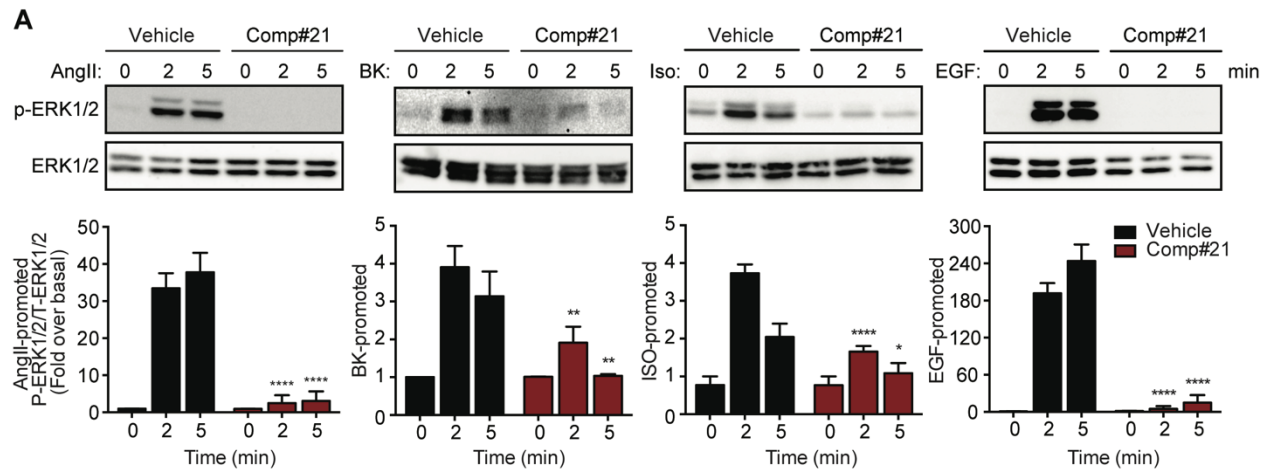 A
Vehicle Comp#21 Vehicle Comp#21 Vehicle Comp#21 Vehicle Comp#21
AngII: 0 2 5 0 2 5 BK: 0 2 5 0 2 5 Iso: 0 2 5 0 2 5 EGF: 0 2 5 0 2 5 min
p-ERK1/2
ERK1/2
AngII-promoted
P-ERK1/2/T-ERK1/2
(Fold over basal)
50
40
30
20
10
0
**** ****
0 2 5 0 2 5
Time (min)
BK-promoted
5
4
3
2
1
0
** **
0 2 5 0 2 5
Time (min)
ISO-promoted
5
4
3
2
1
0
**** *
0 2 5 0 2 5
Time (min)
EGF-promoted
300
240
180
120
60
0
Vehicle
Comp#21
**** ****
0 2 5 0 2 5
Time (min)